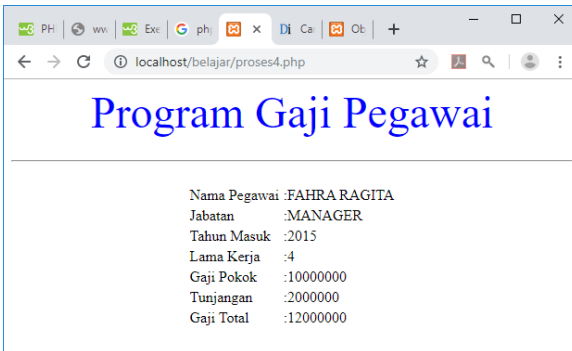 PH ww Exe G ph Di Ca Ob
localhost/belajar/proses4.php
Program Gaji Pegawai
Nama Pegawai :FAHRA RAGITA
Jabatan :MANAGER
Tahun Masuk :2015
Lama Kerja :4
Gaji Pokok :10000000
Tunjangan :2000000
Gaji Total :12000000